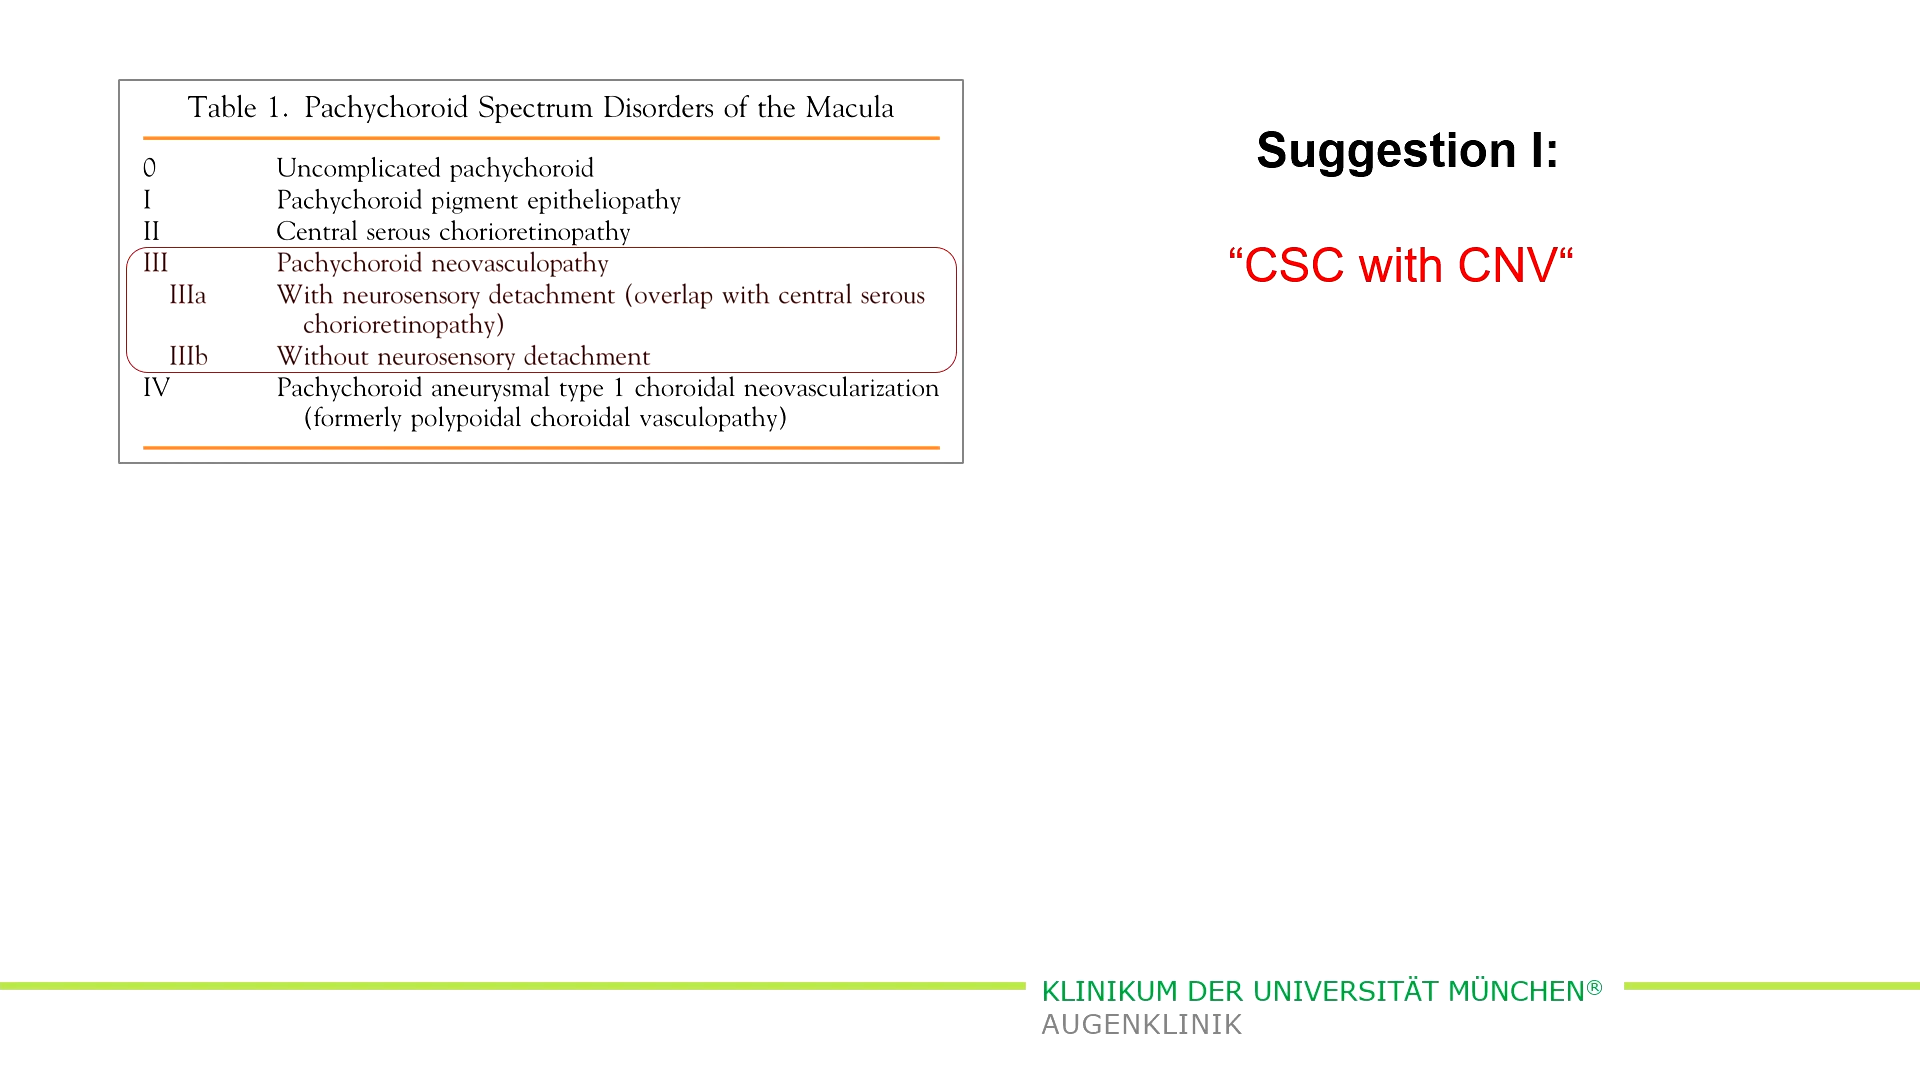 Table 1. Pachychoroid Spectrum Disorders of the Macula
0 Uncomplicated pachychoroid
I Pachychoroid pigment epitheliopathy
II Central serous chorioretinopathy
III Pachychoroid neovasculopathy
IIIa With neurosensory detachment (overlap with central serous
chorioretinopathy)
IIIb Without neurosensory detachment
IV Pachychoroid aneurysmal type 1 choroidal neovascularization
(formerly polypoidal choroidal vasculopathy)
Suggestion I:
“CSC with CNV“
KLINIKUM DER UNIVERSITÄT MÜNCHEN®
AUGENKLINIK